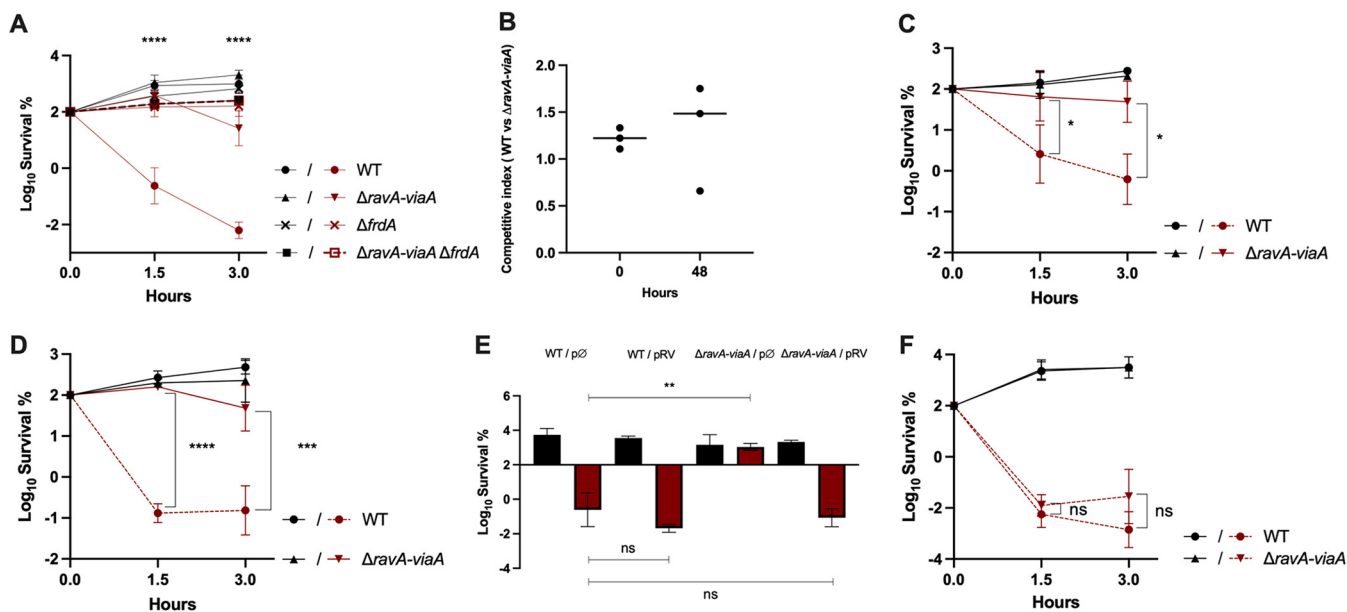 A
****
****
4
2
0
-2
Log10 Survival %
0.0
1.5
3.0
Hours
/ WT
/ ΔravA-viaA
/ ΔfrdA
/ ΔravA-viaA ΔfrdA
B
2.0
1.5
1.0
0.5
0.0
Competitive index ( WT vs ΔravA-viaA)
0
48
Hours
C
3
2
1
0
-1
-2
Log10 Survival %
*
*
0.0
1.5
3.0
Hours
/ WT
/ ΔravA-viaA
D
3
2
1
0
-1
-2
Log10 Survival %
****
***
0.0
1.5
3.0
Hours
/ WT
/ ΔravA-viaA
E
WT / pØ
WT / pRV
ΔravA-viaA / pØ
ΔravA-viaA / pRV
**
6
4
2
0
-2
-4
Log10 Survival %
ns
ns
F
6
4
2
0
-2
-4
Log10 Survival %
ns
ns
0.0
1.5
3.0
Hours
/ WT
/ ΔravA-viaA